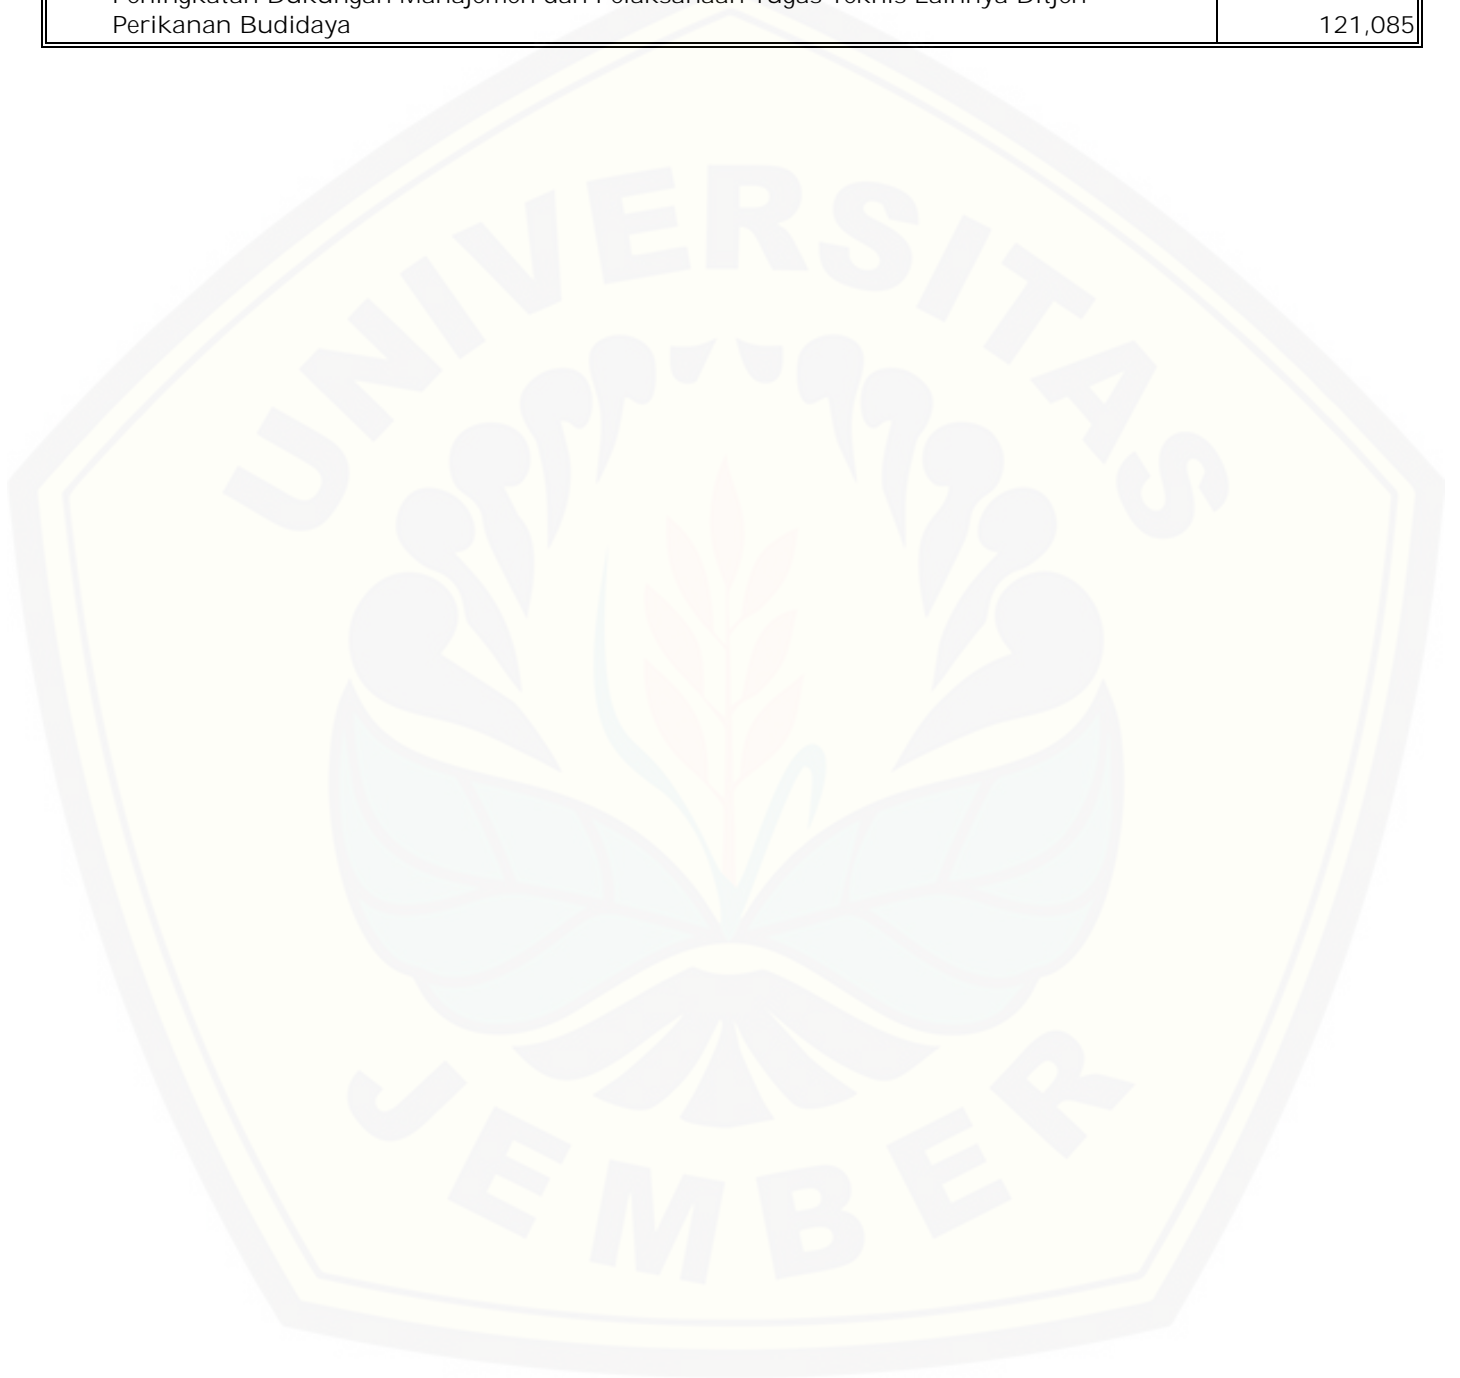 Peningkatan Dukungan Manajemen dan Pelaksanaan Tugas Teknis Lainnya Ditjen
Perikanan Budidaya 121,085
UNIVERSITAS
JEMBER